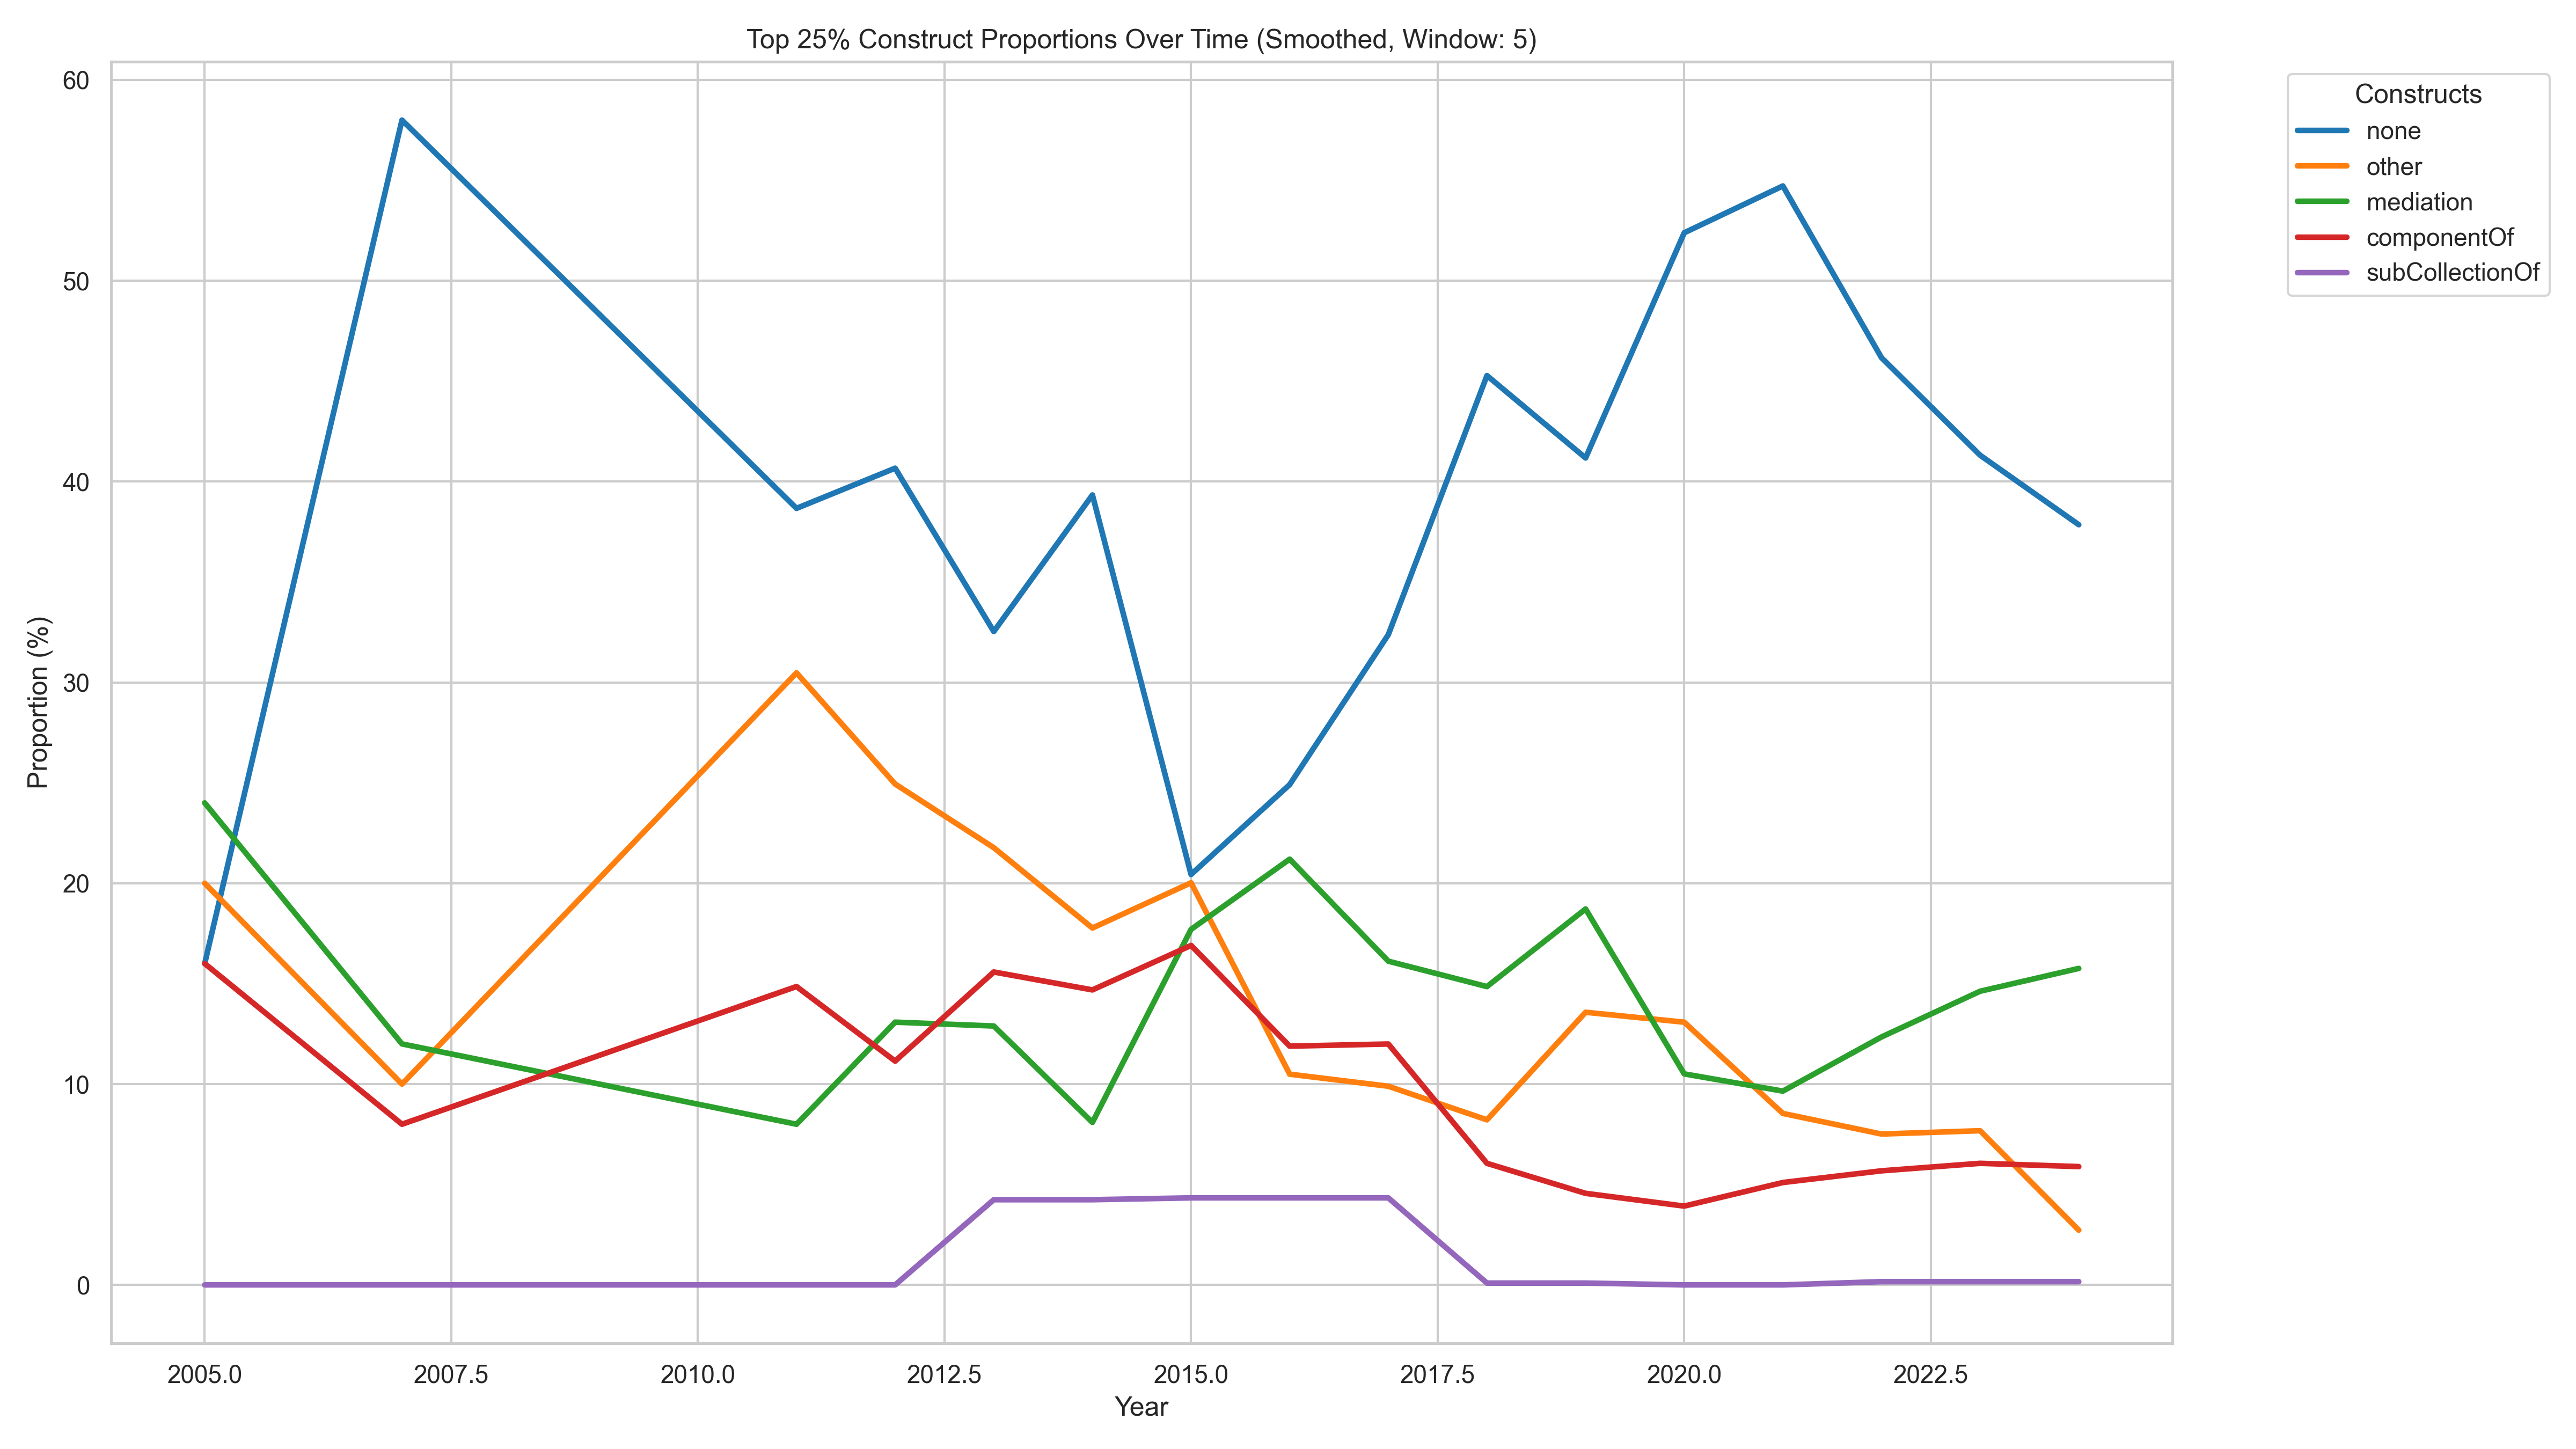 Top 25% Construct Proportions Over Time (Smoothed, Window: 5)
60
50
40
30
20
10
0
Proportion (%)
2005.0
2007.5
2010.0
2012.5
2015.0
2017.5
2020.0
2022.5
Year
Constructs
none
other
mediation
componentOf
subCollectionOf